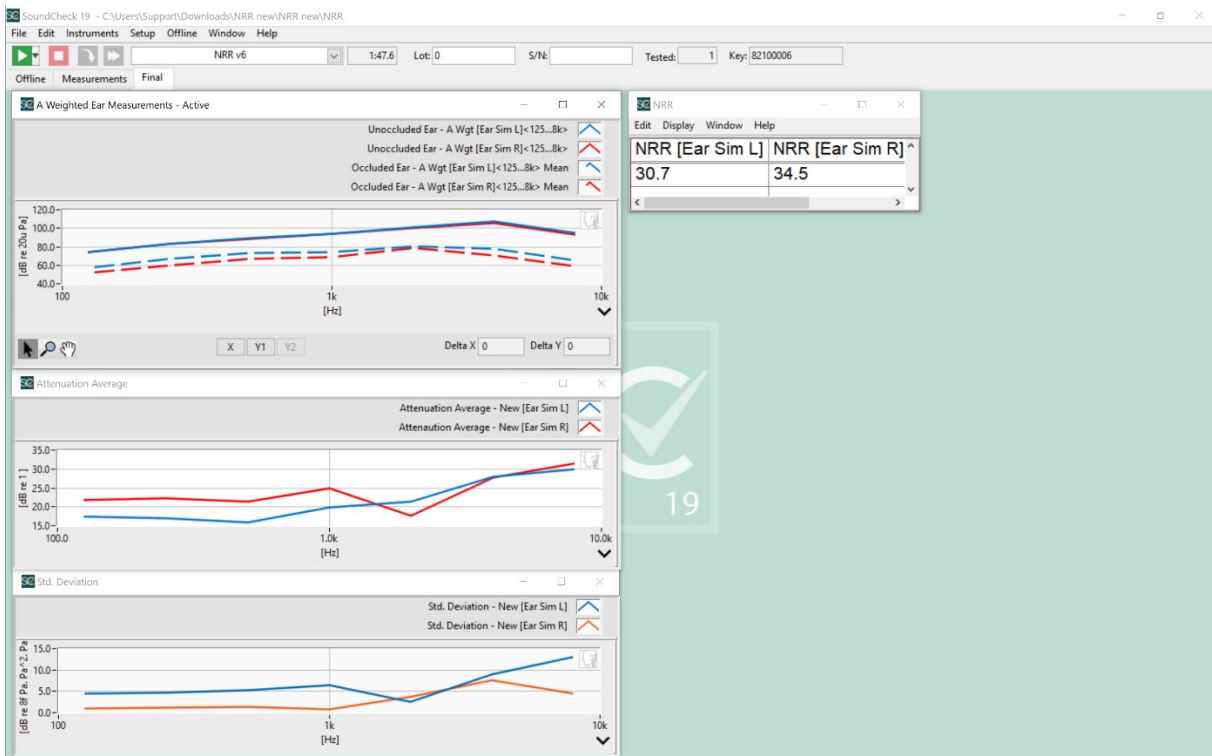 SoundCheck 19 - C:\Users\Support\Downloads\NRR new\NRR new\NRR
File Edit Instruments Setup Offline Window Help
NRR v6 1:47.6 Lot: 0 S/N: Tested: 1 Key: 82100006
Offline Measurements Final
SC A Weighted Ear Measurements - Active
Unoccluded Ear - A Wgt [Ear Sim L]<125...8k>
Unoccluded Ear - A Wgt [Ear Sim R]<125...8k>
Occluded Ear - A Wgt [Ear Sim L]<125...8k> Mean
Occluded Ear - A Wgt [Ear Sim R]<125...8k> Mean
[dB re 20u Pa]
120.0
100.0
80.0
60.0
40.0
100 1k 10k
[Hz]
X Y1 Y2 Delta X 0 Delta Y 0
SC Attenuation Average
Attenuation Average - New [Ear Sim L]
Attenaution Average - New [Ear Sim R]
[dB re 1 ]
35.0
30.0
25.0
20.0
15.0
100.0 1.0k 10.0k
[Hz]
SC Std. Deviation
Std. Deviation - New [Ear Sim L]
Std. Deviation - New [Ear Sim R]
[dB re 8f Pa. Pa^2. Pa
15.0
10.0
5.0
0.0
100 1k 10k
[Hz]
SC NRR
Edit Display Window Help
NRR [Ear Sim L] NRR [Ear Sim R]
30.7 34.5
19